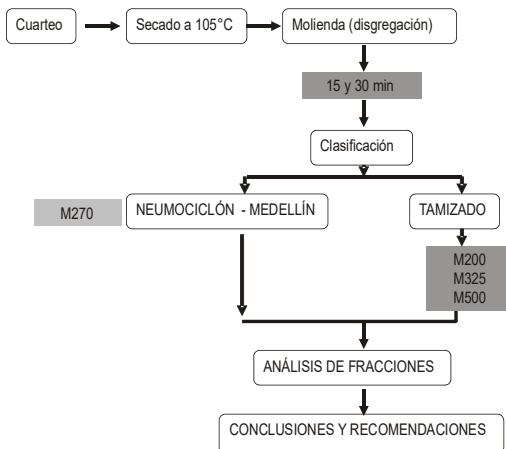 Cuarteo
Secado a 105°C
Molienda (disgregación)
15 y 30 min
Clasificación
M270
NEUMOCICLÓN - MEDELLÍN
TAMIZADO
M200
M325
M500
ANÁLISIS DE FRACCIONES
CONCLUSIONES Y RECOMENDACIONES